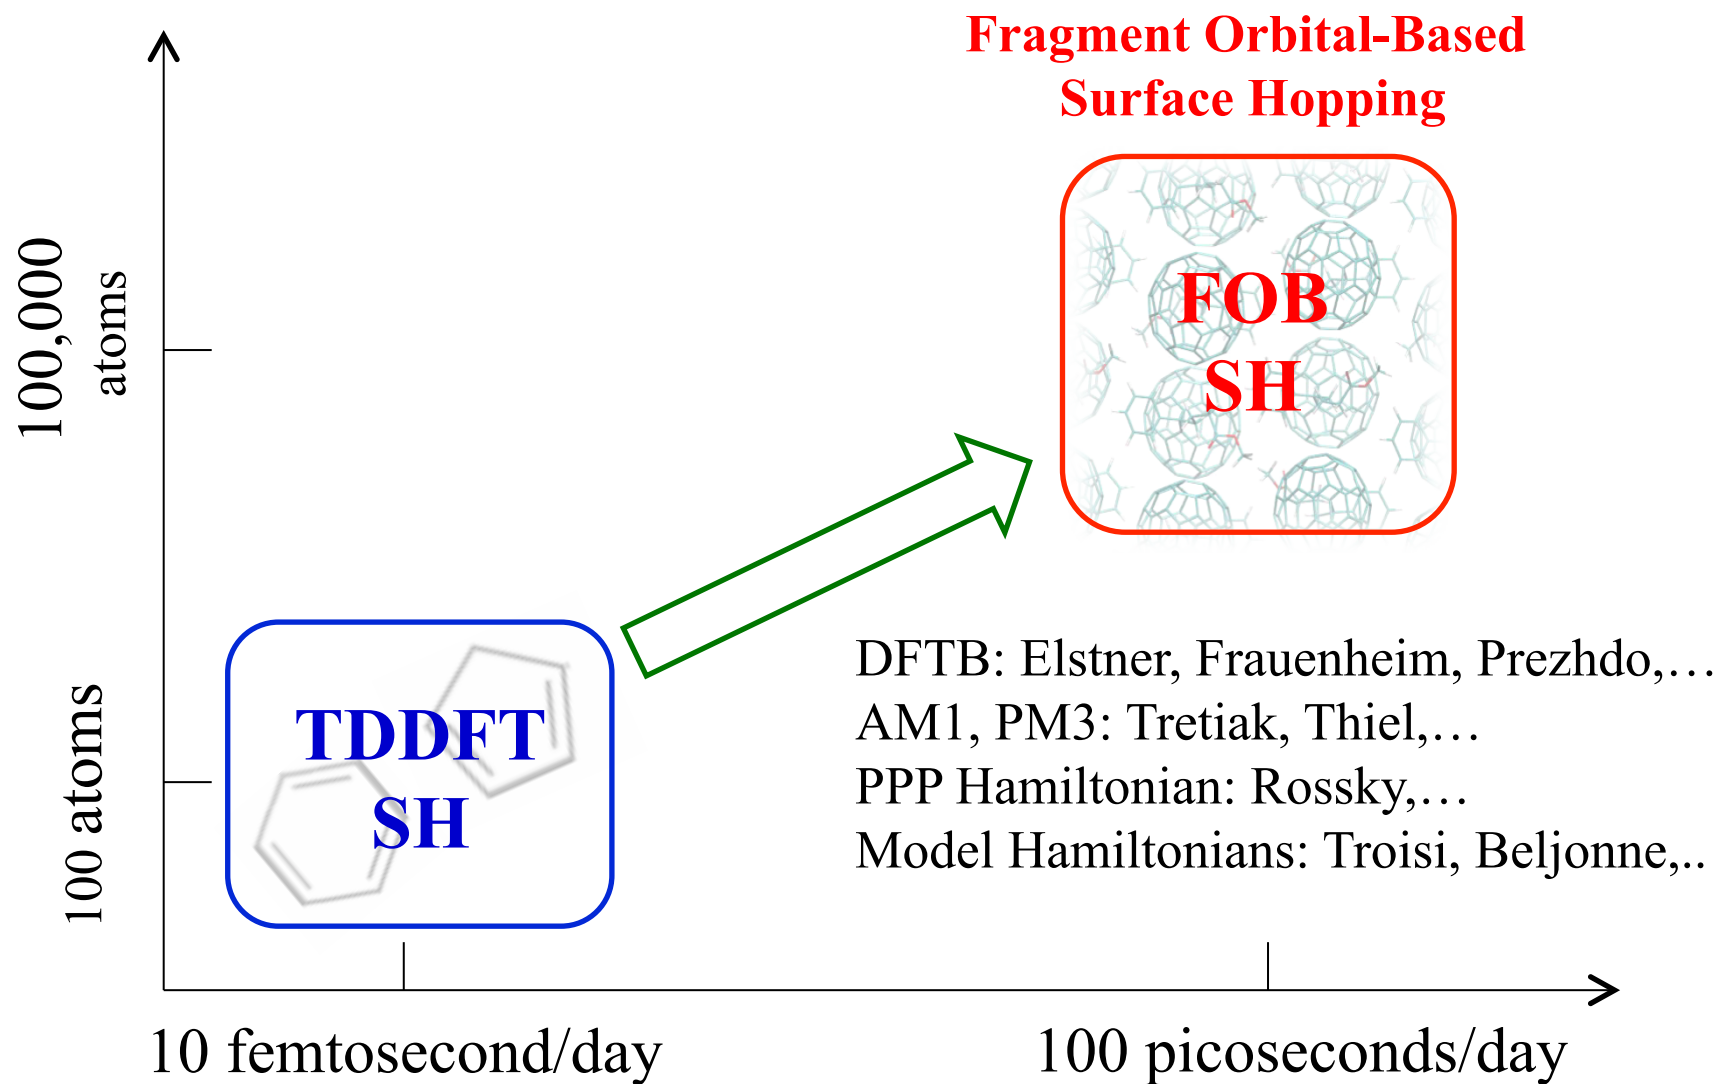 Fragment Orbital-Based
Surface Hopping
100,000
atoms
FOB
SH
DFTB: Elstner, Frauenheim, Prezhdo,…
AM1, PM3: Tretiak, Thiel,…
PPP Hamiltonian: Rossky,…
Model Hamiltonians: Troisi, Beljonne,..
TDDFT
SH
100 atoms
10 femtosecond/day
100 picoseconds/day